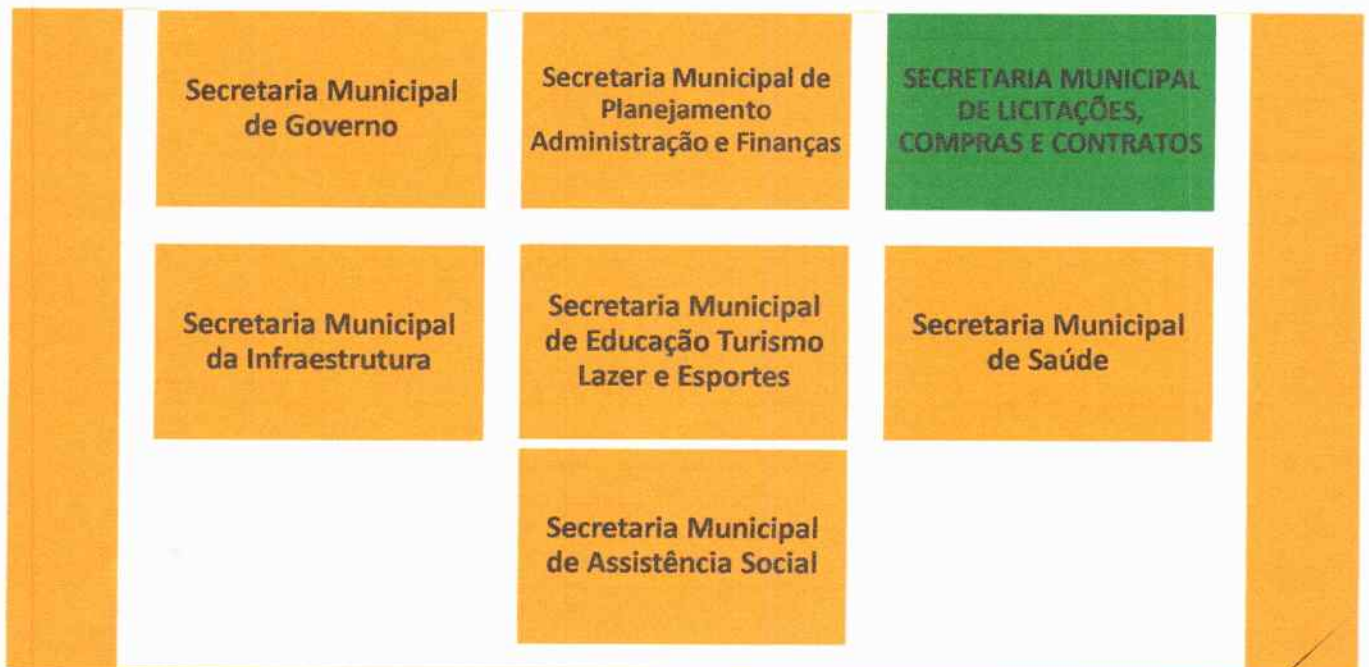 Secretaria Municipal
de Governo
Secretaria Municipal de
Planejamento
Administração e Finanças
SECRETARIA MUNICIPAL
DE LICITAÇÕES,
COMPRAS E CONTRATOS
Secretaria Municipal
da Infraestrutura
Secretaria Municipal
de Educação Turismo
Lazer e Esportes
Secretaria Municipal
de Saúde
Secretaria Municipal
de Assistência Social